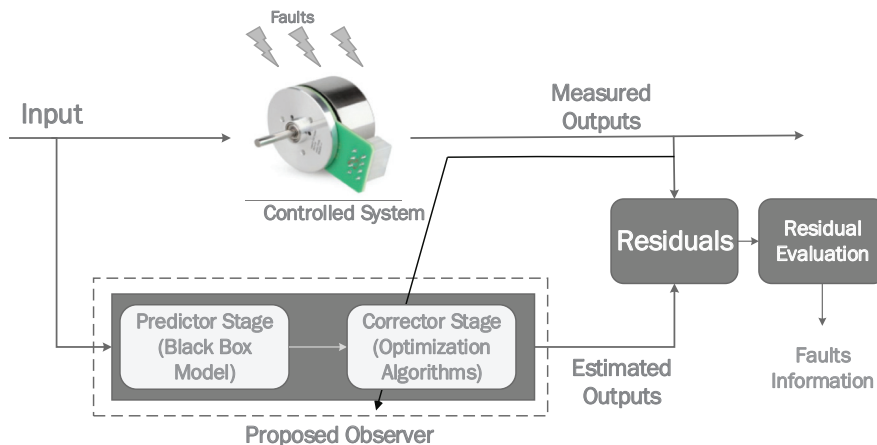 Faults
Input
Measured
Outputs
Controlled System
Residuals
Residual
Evaluation
Predictor Stage
(Black Box
Model)
Corrector Stage
(Optimization
Algorithms)
Estimated
Outputs
Faults
Information
Proposed Observer